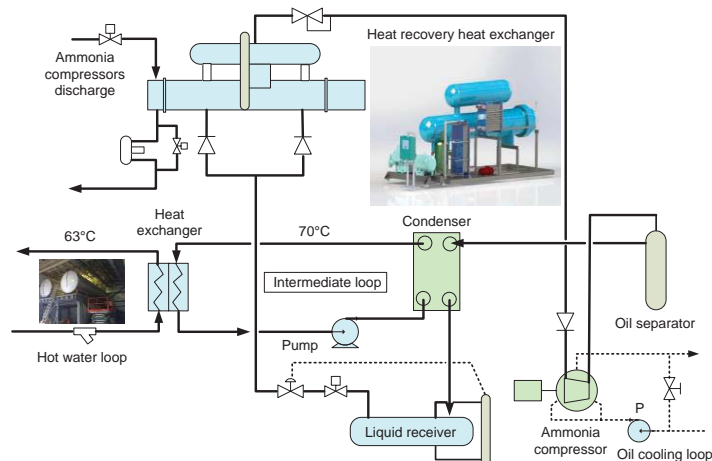 Ammonia
compressors
discharge
Heat recovery heat exchanger
63°C
Heat
exchanger
70°C
Condenser
Intermediate loop
Hot water loop
Pump
Oil separator
Liquid receiver
Ammonia
compressor
P
Oil cooling loop